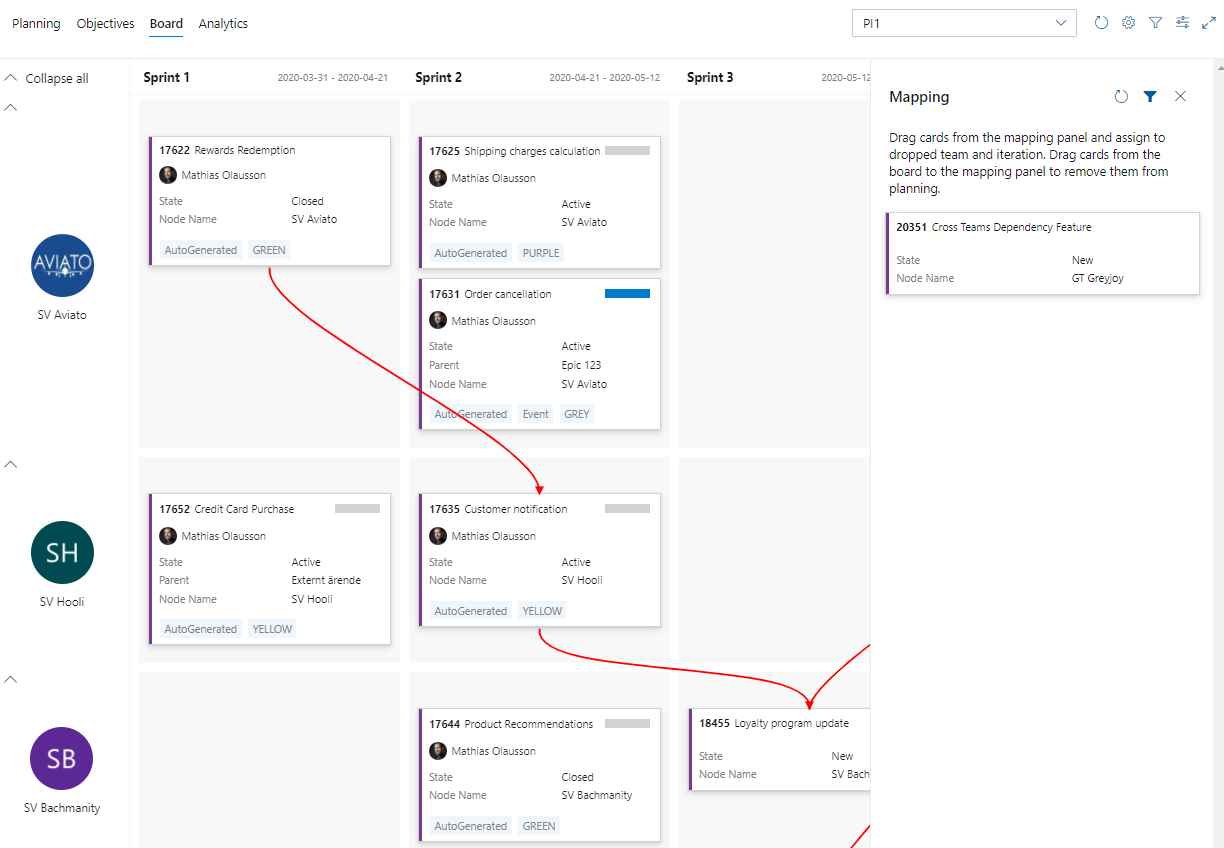 Planning Objectives Board Analytics PI1
Collapse all
Sprint 1 2020-03-31 - 2020-04-21 Sprint 2 2020-04-21 - 2020-05-12 Sprint 3 2020-05-12
AVIATO
SV Aviato
17622 Rewards Redemption
Mathias Olausson
State Closed
Node Name SV Aviato
AutoGenerated GREEN
17625 Shipping charges calculation
Mathias Olausson
State Active
Node Name SV Aviato
AutoGenerated PURPLE
17631 Order cancellation
Mathias Olausson
State Active
Parent Epic 123
Node Name SV Aviato
AutoGenerated Event GREY
SH
SV Hooli
17652 Credit Card Purchase
Mathias Olausson
State Active
Parent Externt ärende
Node Name SV Hooli
AutoGenerated YELLOW
17635 Customer notification
Mathias Olausson
State Active
Node Name SV Hooli
AutoGenerated YELLOW
SB
SV Bachmanity
17644 Product Recommendations
Mathias Olausson
State Closed
Node Name SV Bachmanity
AutoGenerated GREEN
18455 Loyalty program update
State New
Node Name SV Bach
Mapping
Drag cards from the mapping panel and assign to
dropped team and iteration. Drag cards from the
board to the mapping panel to remove them from
planning.
20351 Cross Teams Dependency Feature
State New
Node Name GT Greyjoy